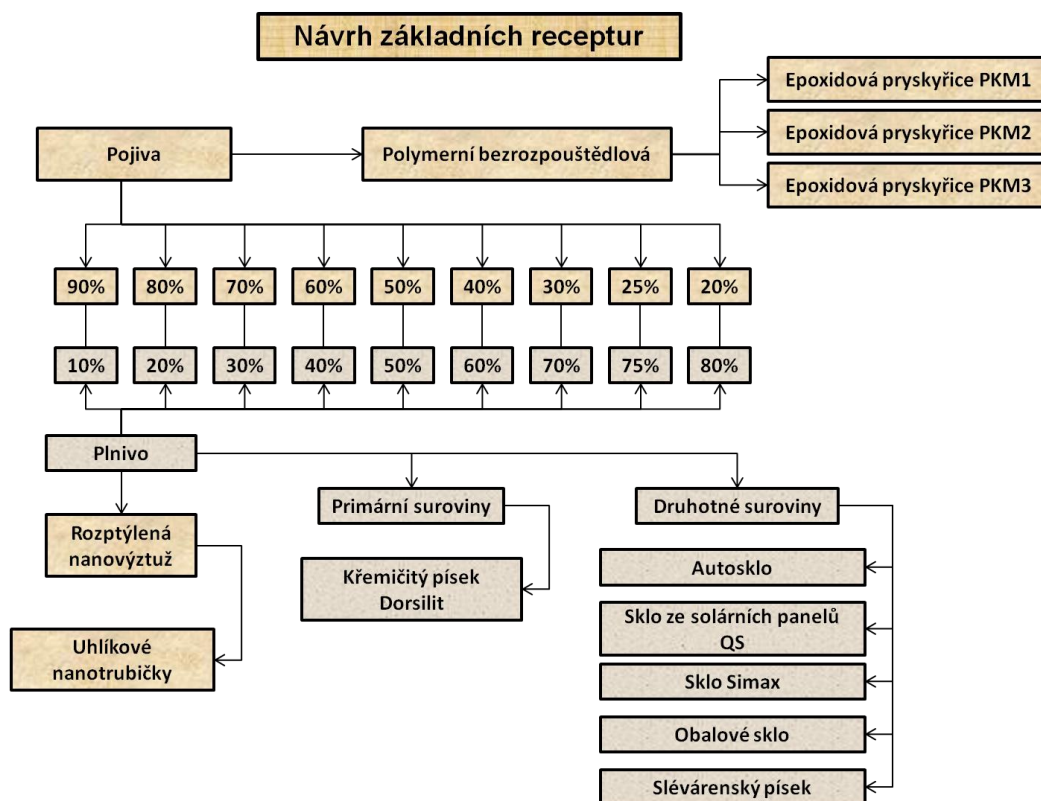 Návrh základních receptur
Epoxidová pryskyřice PKM1
Pojiva
Polymerní bezrozpouštědlová
Epoxidová pryskyřice PKM2
Epoxidová pryskyřice PKM3
90% 80% 70% 60% 50% 40% 30% 25% 20%
10% 20% 30% 40% 50% 60% 70% 75% 80%
Plnivo
Primární suroviny
Druhotné suroviny
Rozptýlená
nanovýztuž
Křemičitý písek
Dorsilit
Autosklo
Sklo ze solárních panelů
QS
Uhlíkové
nanotrubičky
Sklo Simax
Obalové sklo
Slévárenský písek